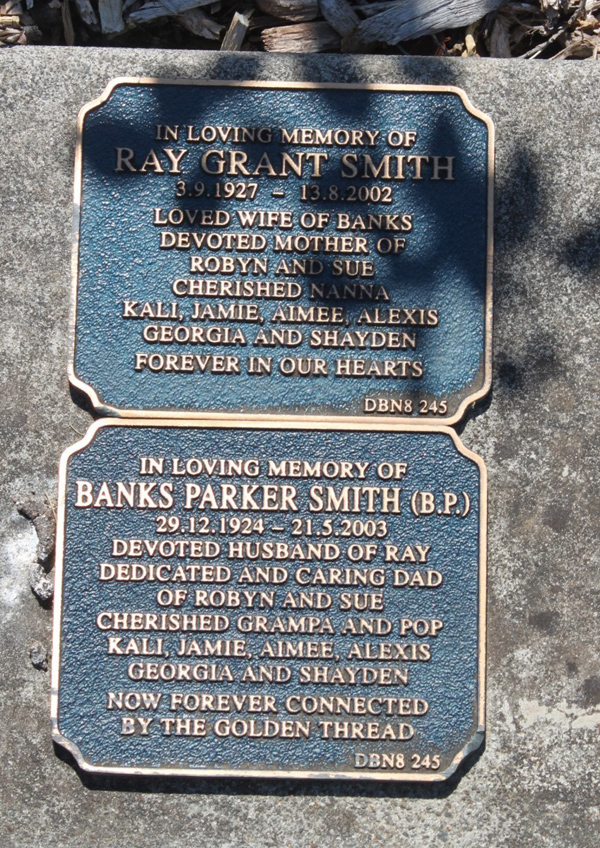 IN LOVING MEMORY OF
RAY GRANT SMITH
3.9.1927 – 13.8.2002
LOVED WIFE OF BANKS
DEVOTED MOTHER OF
ROBYN AND SUE
CHERISHED NANNA
KALI, JAMIE, AIMEE, ALEXIS
GEORGIA AND SHAYDEN
FOREVER IN OUR HEARTS
DBN8 245
IN LOVING MEMORY OF
BANKS PARKER SMITH (B.P.)
29.12.1924 – 21.5.2003
DEVOTED HUSBAND OF RAY
DEDICATED AND CARING DAD
OF ROBYN AND SUE
CHERISHED GRAMPA AND POP
KALI, JAMIE, AIMEE, ALEXIS
GEORGIA AND SHAYDEN
NOW FOREVER CONNECTED
BY THE GOLDEN THREAD
DBN8 245